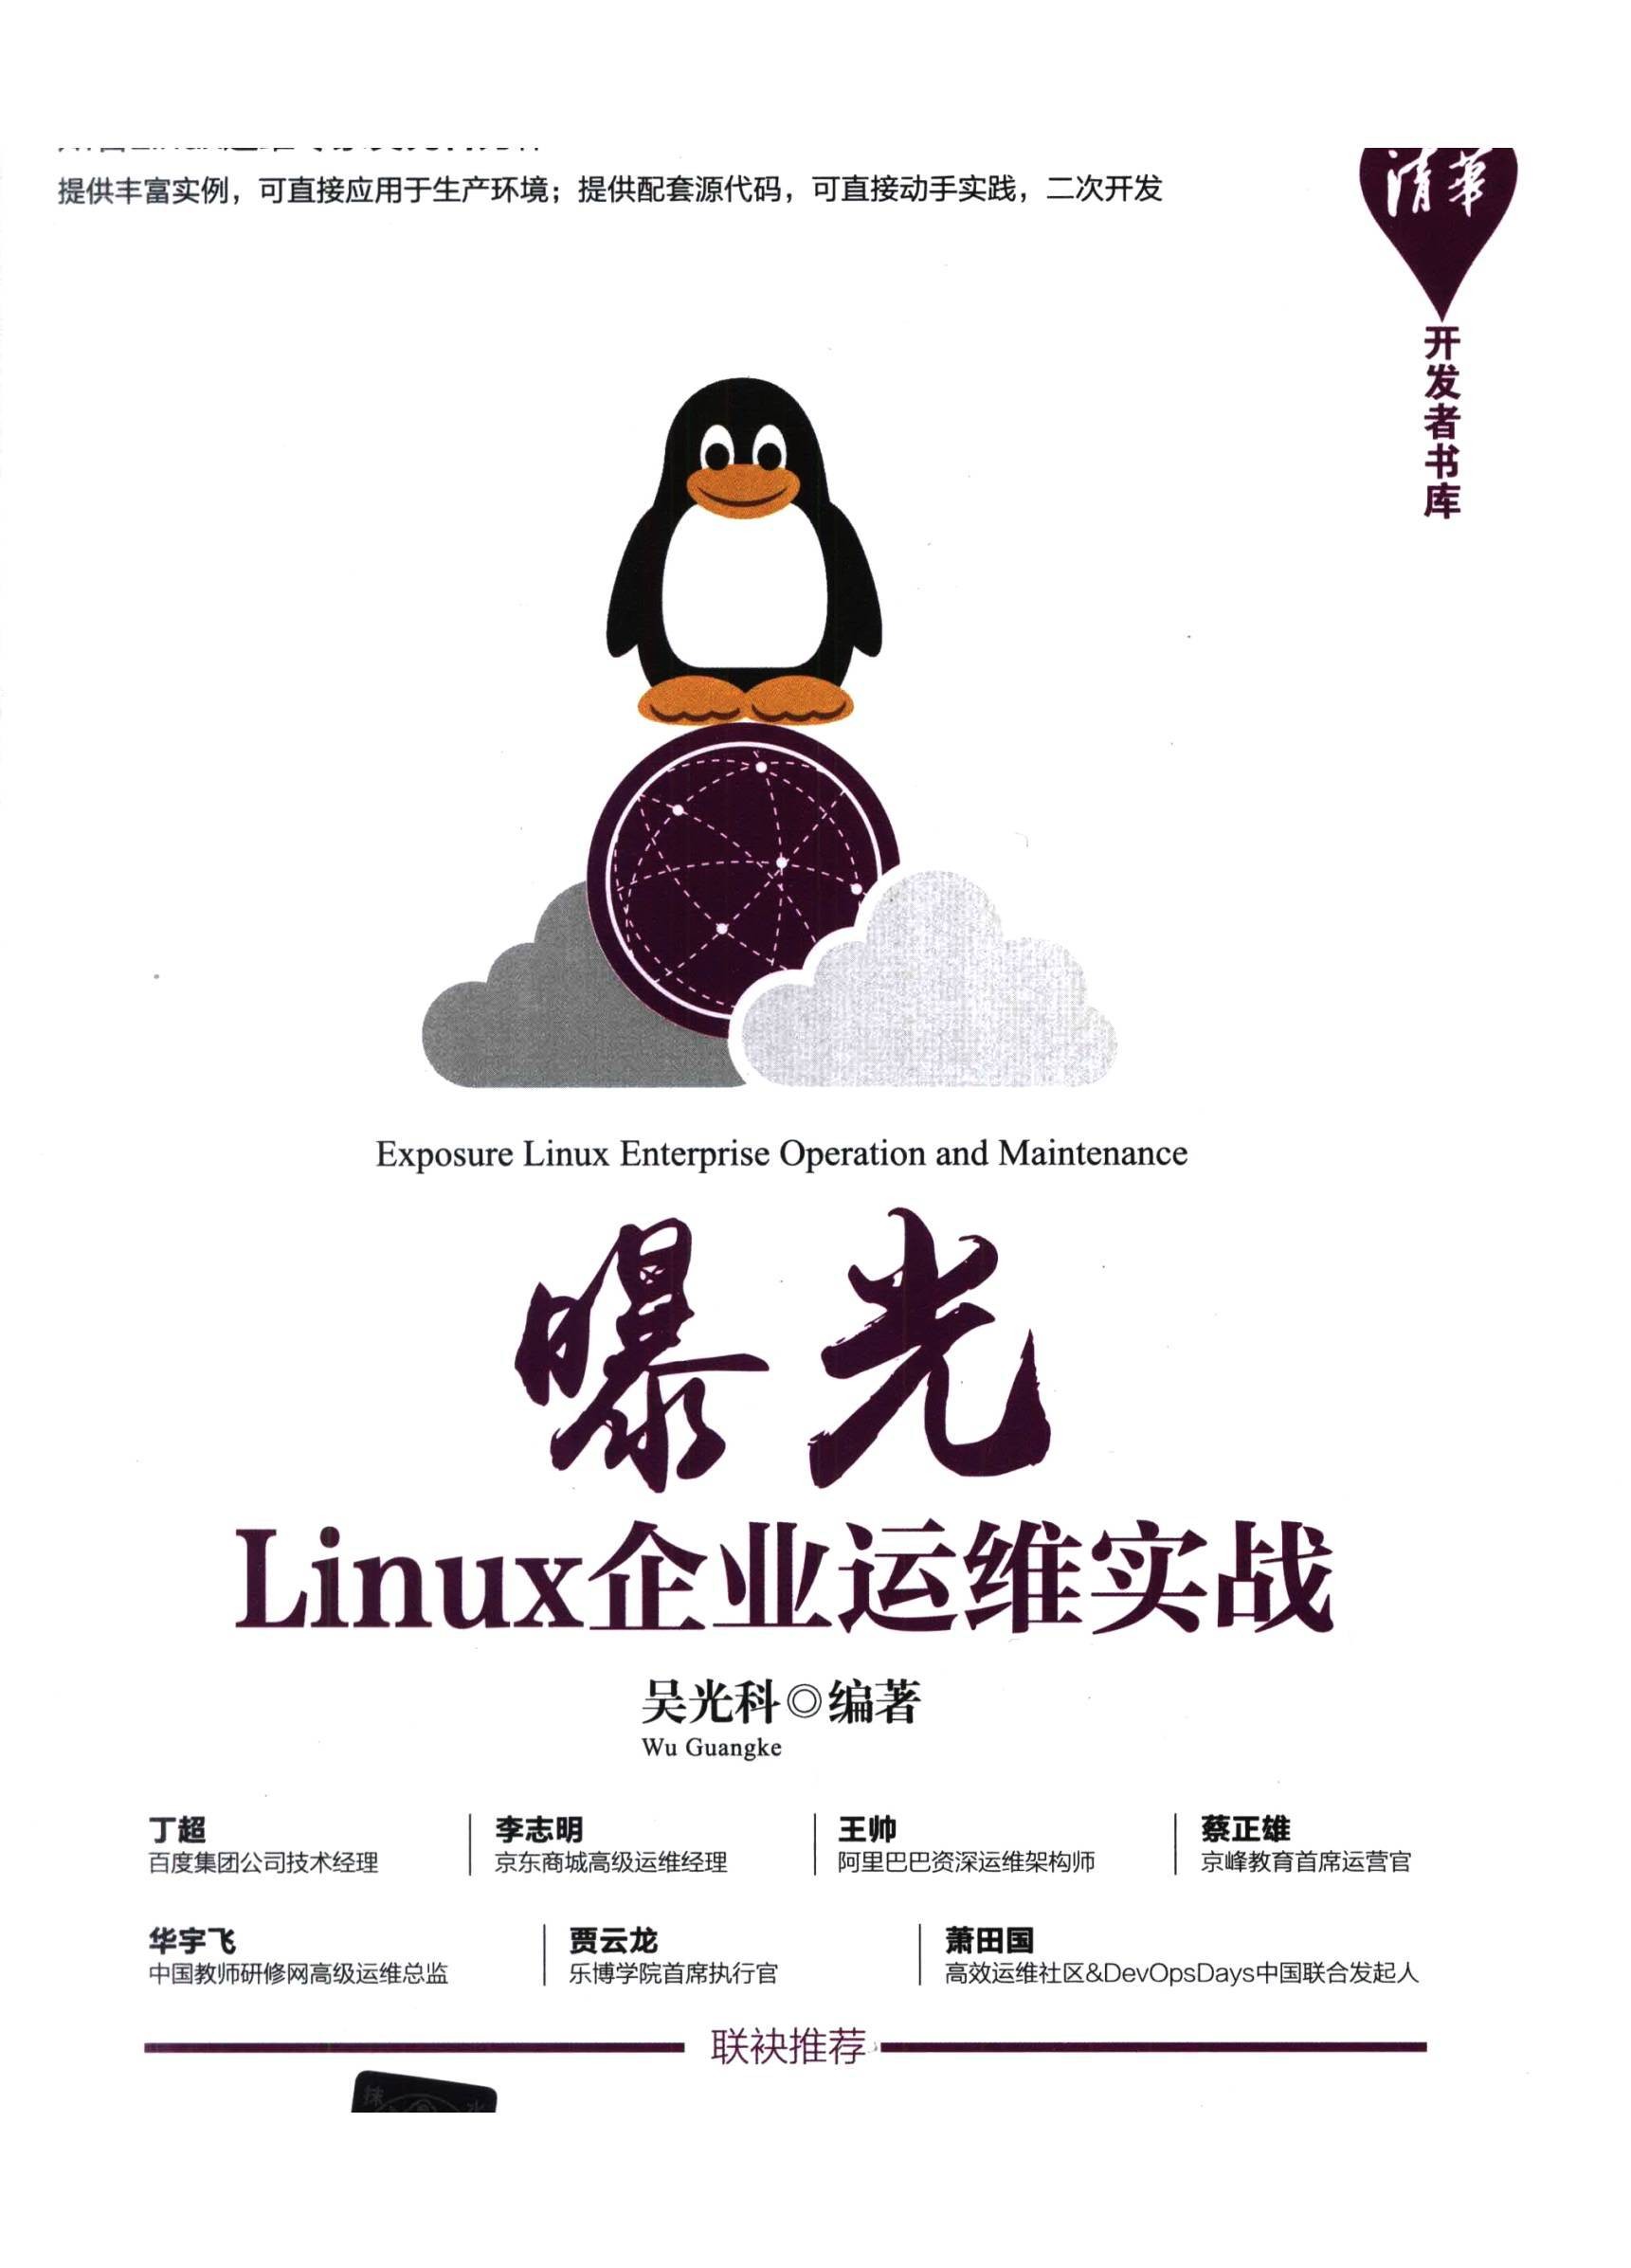 提供丰富实例，可直接应用于生产环境；提供配套源代码，可直接动手实践，二次开发
清華
开发者书库
Exposure Linux Enterprise Operation and Maintenance
曝光
Linux企业运维实战
吴光科◎编著
Wu Guangke
丁超
百度集团公司技术经理
李志明
京东商城高级运维经理
王帅
阿里巴巴资深运维架构师
蔡正雄
京峰教育首席运营官
华宇飞
中国教师研修网高级运维总监
贾云龙
乐博学院首席执行官
萧田国
高效运维社区&DevOpsDays中国联合发起人
联袂推荐